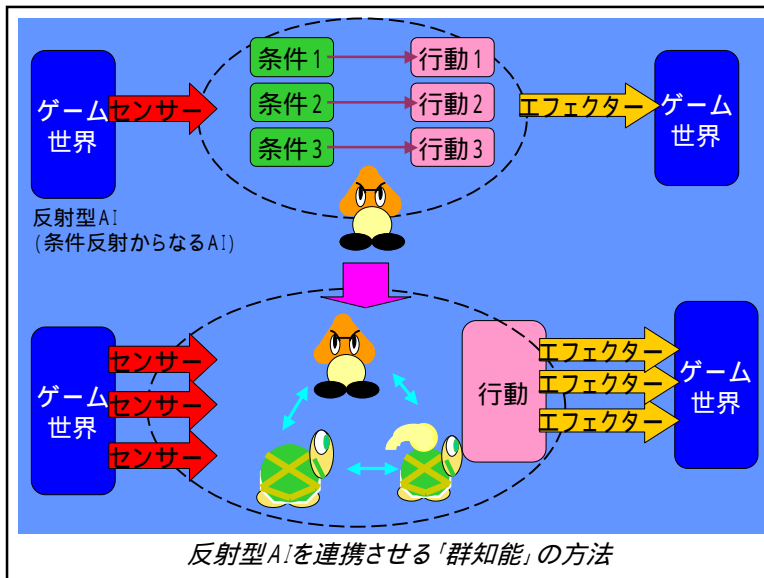 ゲーム
世界
センサー
条件1
行動1
条件2
行動2
条件3
行動3
エフェクター
ゲーム
世界
反射型AI
(条件反射からなるAI)
ゲーム
世界
センサー
センサー
センサー
行動
エフェクター
エフェクター
エフェクター
ゲーム
世界
反射型AIを連携させる「群知能」の方法